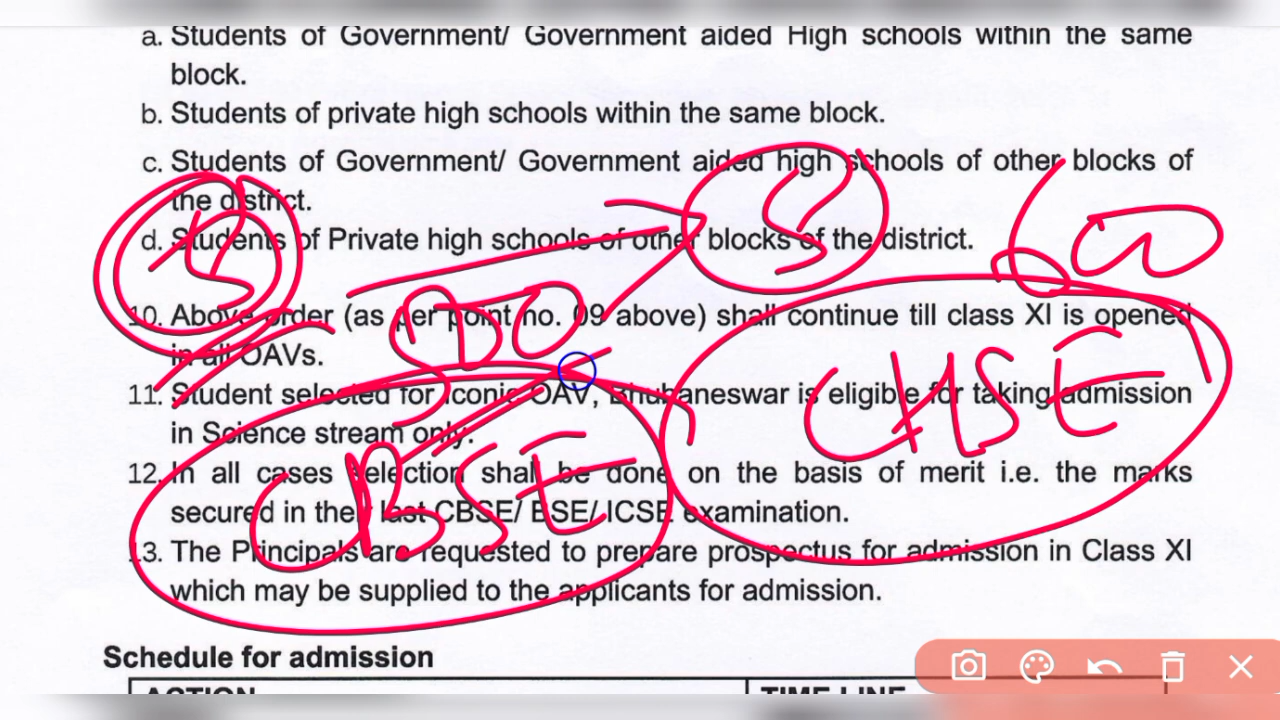 a. Students of Government/ Government aided High schools within the same
block.
b. Students of private high schools within the same block.
c. Students of Government/ Government aided high schools of other blocks of
the district.
d. Students of Private high schools of other blocks of the district.
S
S
500
600
10. Above order (as per point no. 09 above) shall continue till class XI is opened
in all OAVs.
11. Student selected for Iconic OAV, Bhubaneswar is eligible for taking admission
in Science stream only.
CHSE
CBSE
12. In all cases selection shall be done on the basis of merit i.e. the marks
secured in the last CBSE/ BSE/ ICSE examination.
13. The Principals are requested to prepare prospectus for admission in Class XI
which may be supplied to the applicants for admission.
Schedule for admission
ACTION
TIME LINE